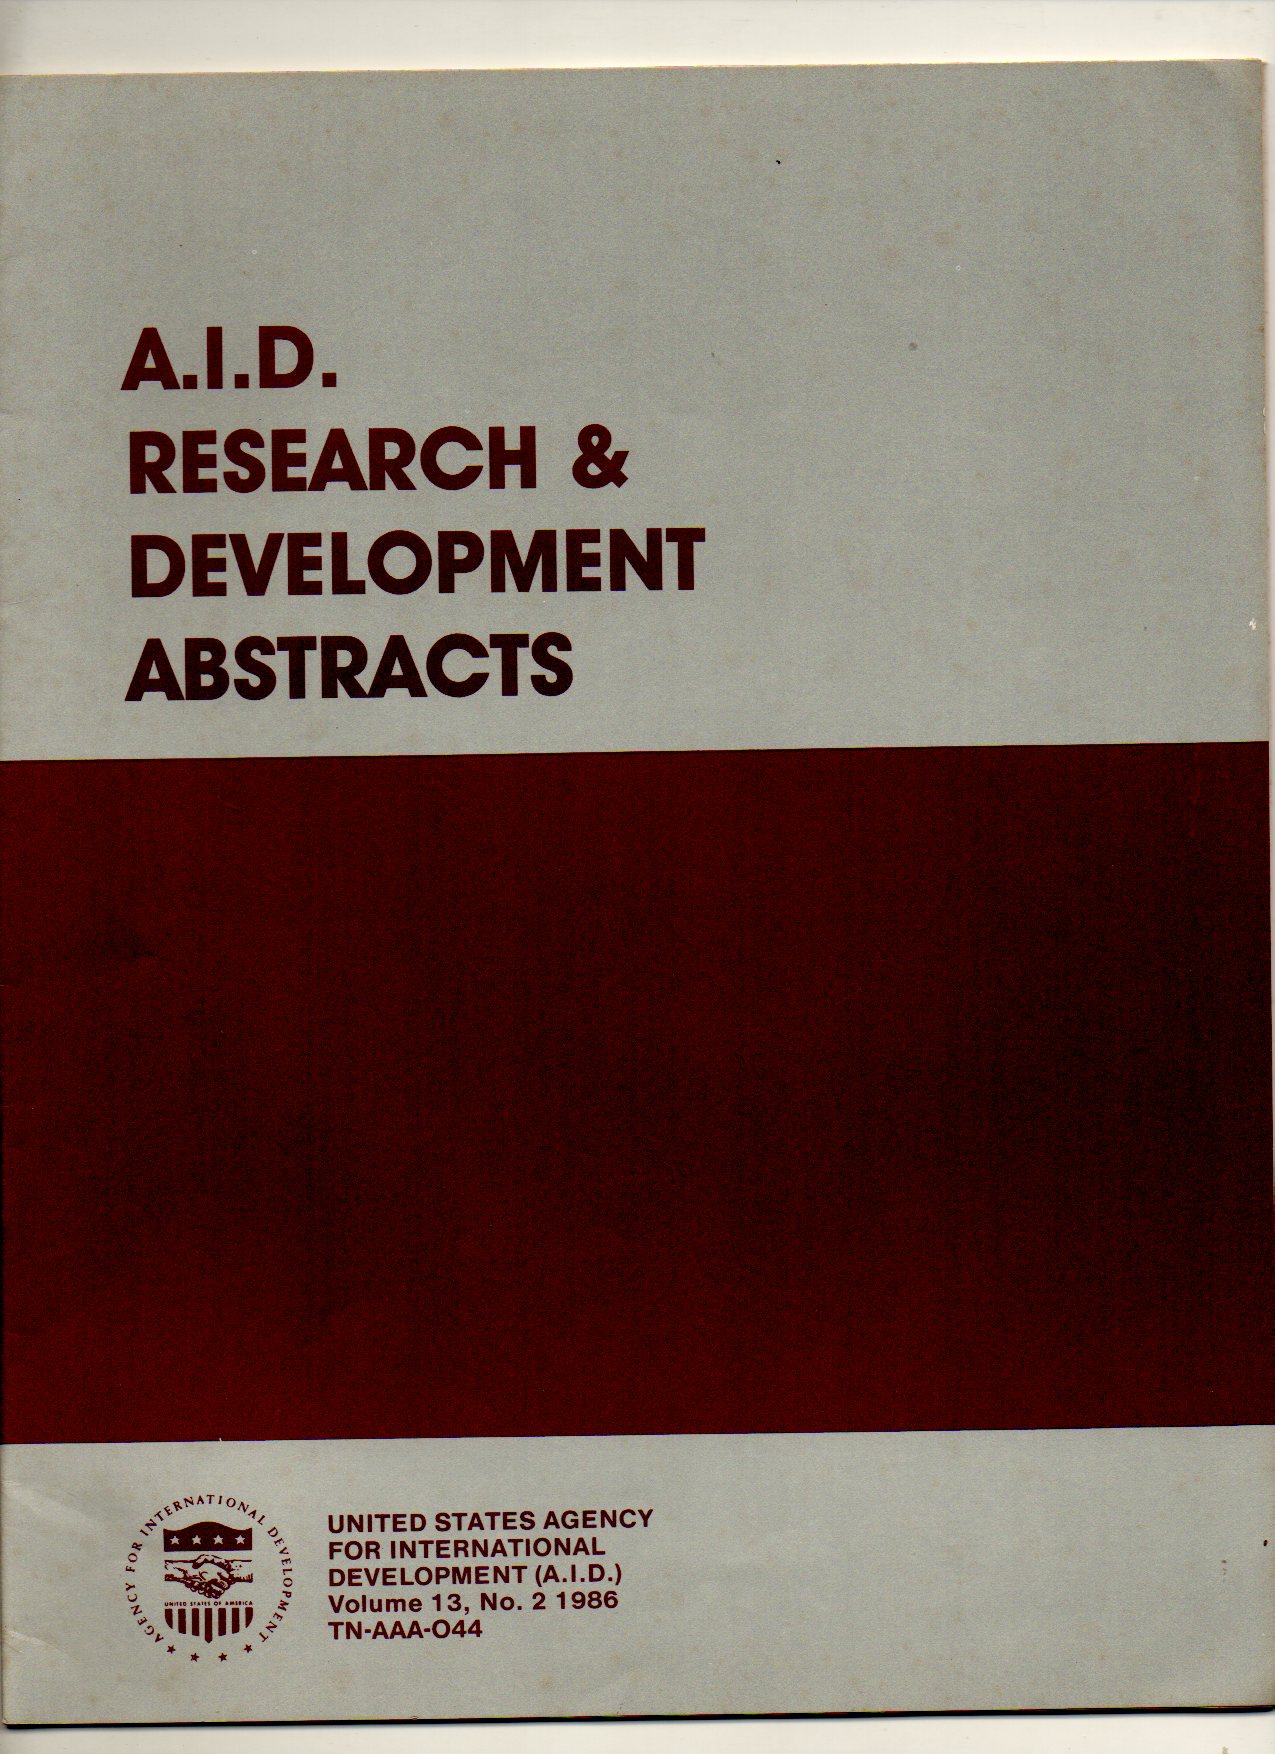 A.I.D.
RESEARCH &
DEVELOPMENT
ABSTRACTS
AGENCY FOR INTERNATIONAL DEVELOPMENT
UNITED STATES OF AMERICA
UNITED STATES AGENCY
FOR INTERNATIONAL
DEVELOPMENT (A.I.D.)
Volume 13, No. 2 1986
TN-AAA-O44